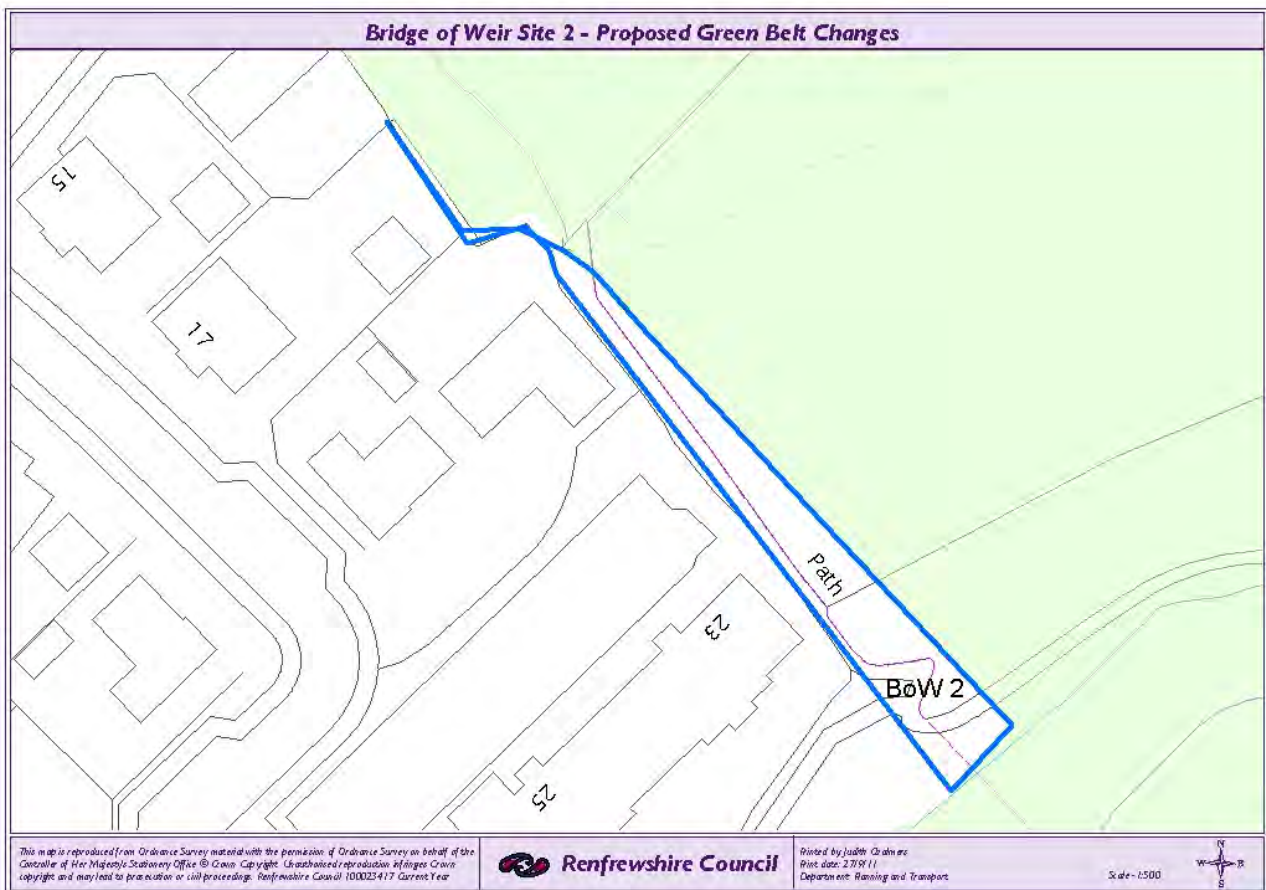 Bridge of Weir Site 2 - Proposed Green Belt Changes
15
17
Path
23
BoW 2
25
This map is reproduced from Ordnance Survey material with the permission of Ordnance Survey on behalf of the
Controller of Her Majesty's Stationery Office © Crown Copyright. Unauthorised reproduction infringes Crown
copyright and may lead to prosecution or civil proceedings. Renfrewshire Council 100023417 Current Year
Renfrewshire Council
Printed by: Judith Chalmers
Print date: 27/9/11
Department: Planning and Transport
N
W E
S
Scale - 1:500